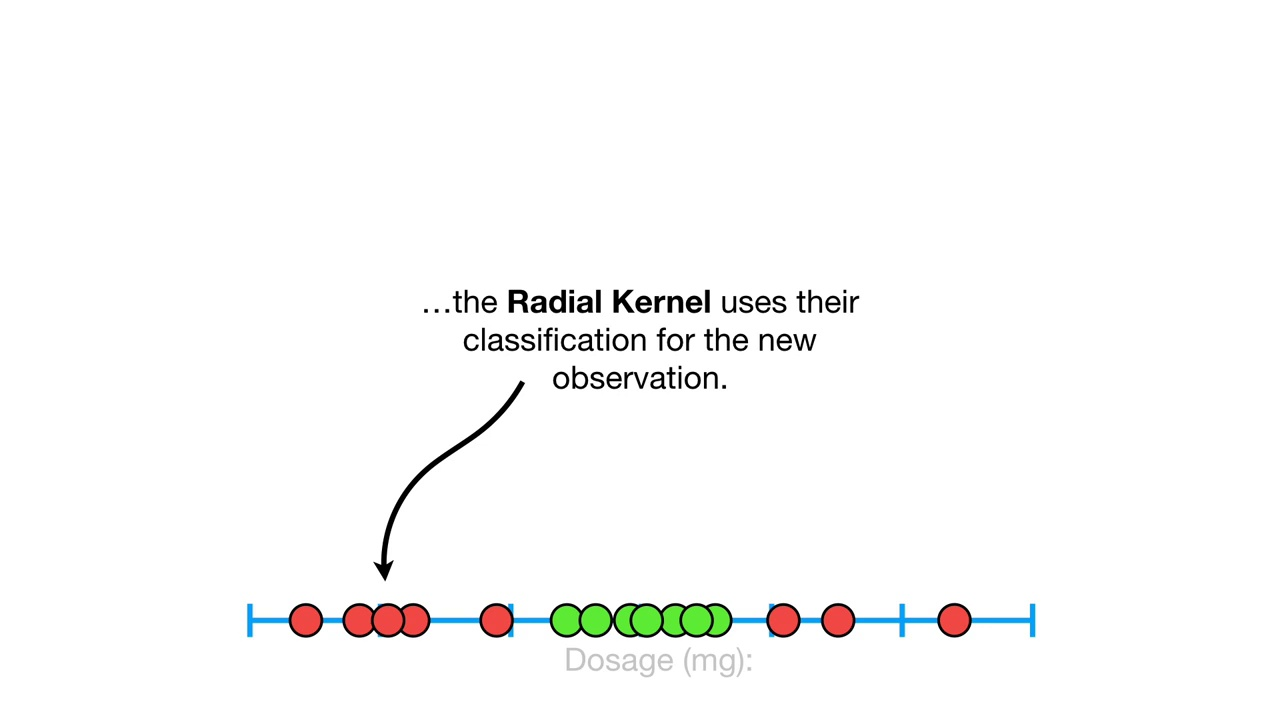 …the Radial Kernel uses their
classification for the new
observation.
Dosage (mg):